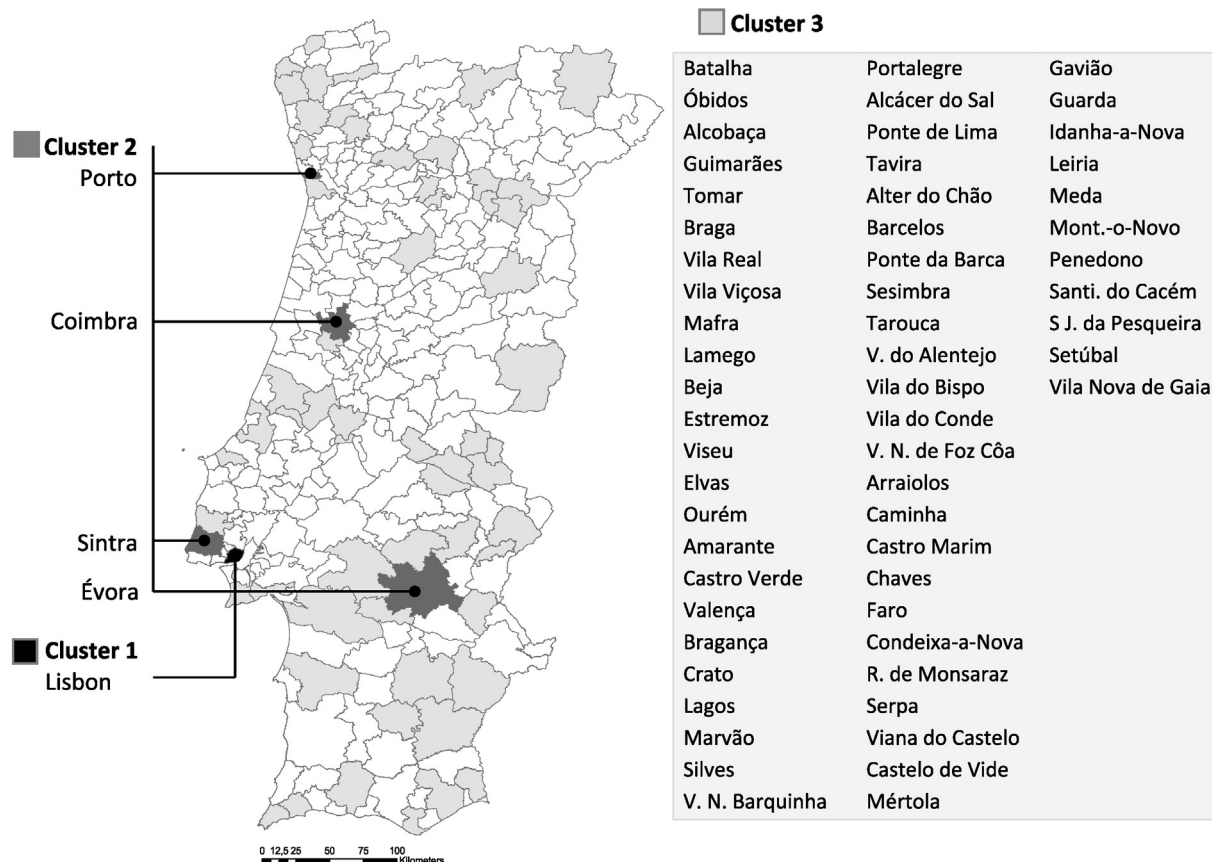 Cluster 2
Porto
Coimbra
Sintra
Évora
Cluster 1
Lisbon
0 12,5 25 50 75 100
Kilometers
Cluster 3
Batalha Portalegre Gavião
Óbidos Alcácer do Sal Guarda
Alcobaça Ponte de Lima Idanha-a-Nova
Guimarães Tavira Leiria
Tomar Alter do Chão Meda
Braga Barcelos Mont.-o-Novo
Vila Real Ponte da Barca Penedono
Vila Viçosa Sesimbra Santi. do Cacém
Mafra Tarouca S J. da Pesqueira
Lamego V. do Alentejo Setúbal
Beja Vila do Bispo Vila Nova de Gaia
Estremoz Vila do Conde
Viseu V. N. de Foz Côa
Elvas Arraiolos
Ourém Caminha
Amarante Castro Marim
Castro Verde Chaves
Valença Faro
Bragança Condeixa-a-Nova
Crato R. de Monsaraz
Lagos Serpa
Marvão Viana do Castelo
Silves Castelo de Vide
V. N. Barquinha Mértola